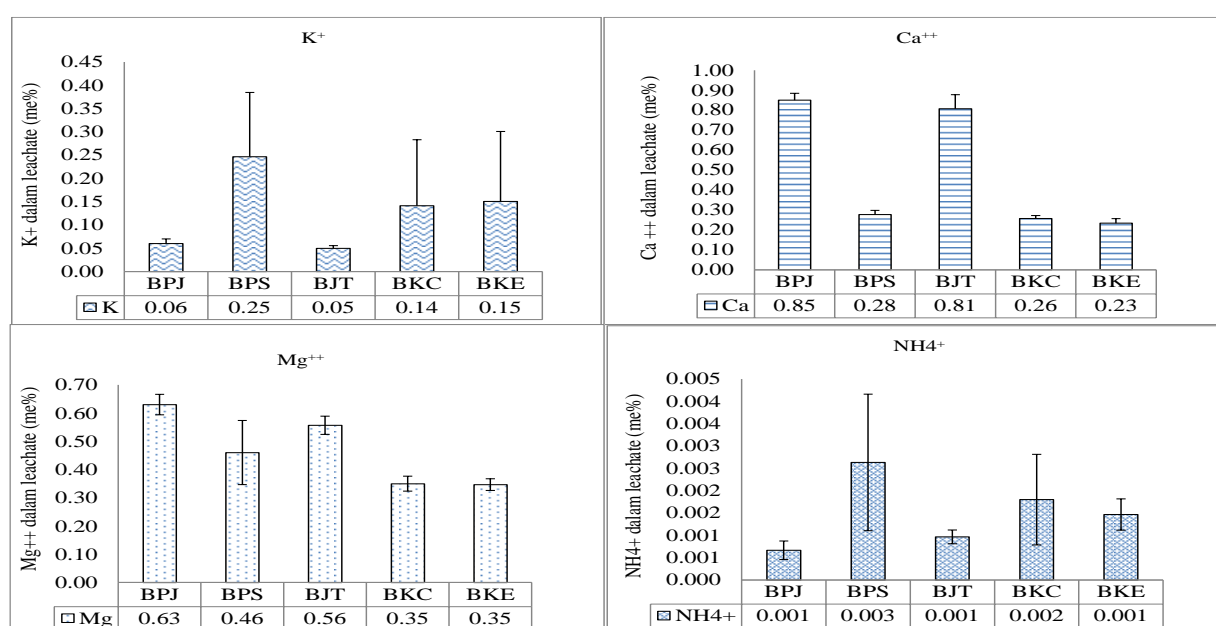 K⁺
K+ dalam leachate (me%)
0.45
0.40
0.35
0.30
0.25
0.20
0.15
0.10
0.05
0.00
BPJ BPS BJT BKC BKE
K 0.06 0.25 0.05 0.14 0.15
Ca⁺⁺
Ca ++ dalam leachate (me%)
1.00
0.90
0.80
0.70
0.60
0.50
0.40
0.30
0.20
0.10
0.00
BPJ BPS BJT BKC BKE
Ca 0.85 0.28 0.81 0.26 0.23
Mg⁺⁺
Mg++ dalam leachate (me%)
0.70
0.60
0.50
0.40
0.30
0.20
0.10
0.00
BPJ BPS BJT BKC BKE
Mg 0.63 0.46 0.56 0.35 0.35
NH4⁺
NH4+ dalam leachate (me%)
0.005
0.004
0.004
0.003
0.003
0.002
0.002
0.001
0.001
0.000
BPJ BPS BJT BKC BKE
NH4+ 0.001 0.003 0.001 0.002 0.001